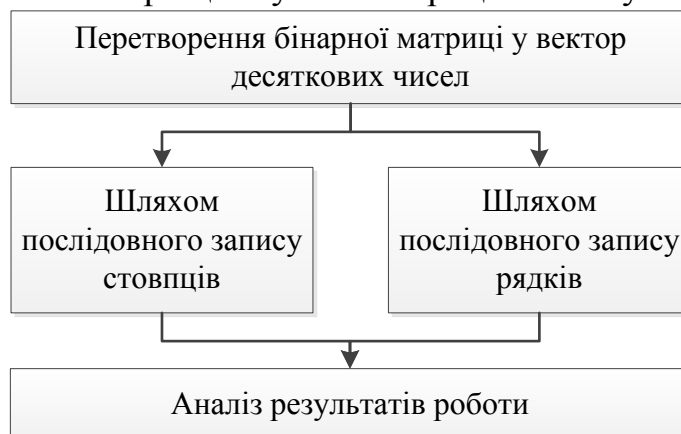 Перетворення бінарної матриці у вектор
десяткових чисел
Шляхом
послідовного запису
стовпців
Шляхом
послідовного запису
рядків
Аналіз результатів роботи